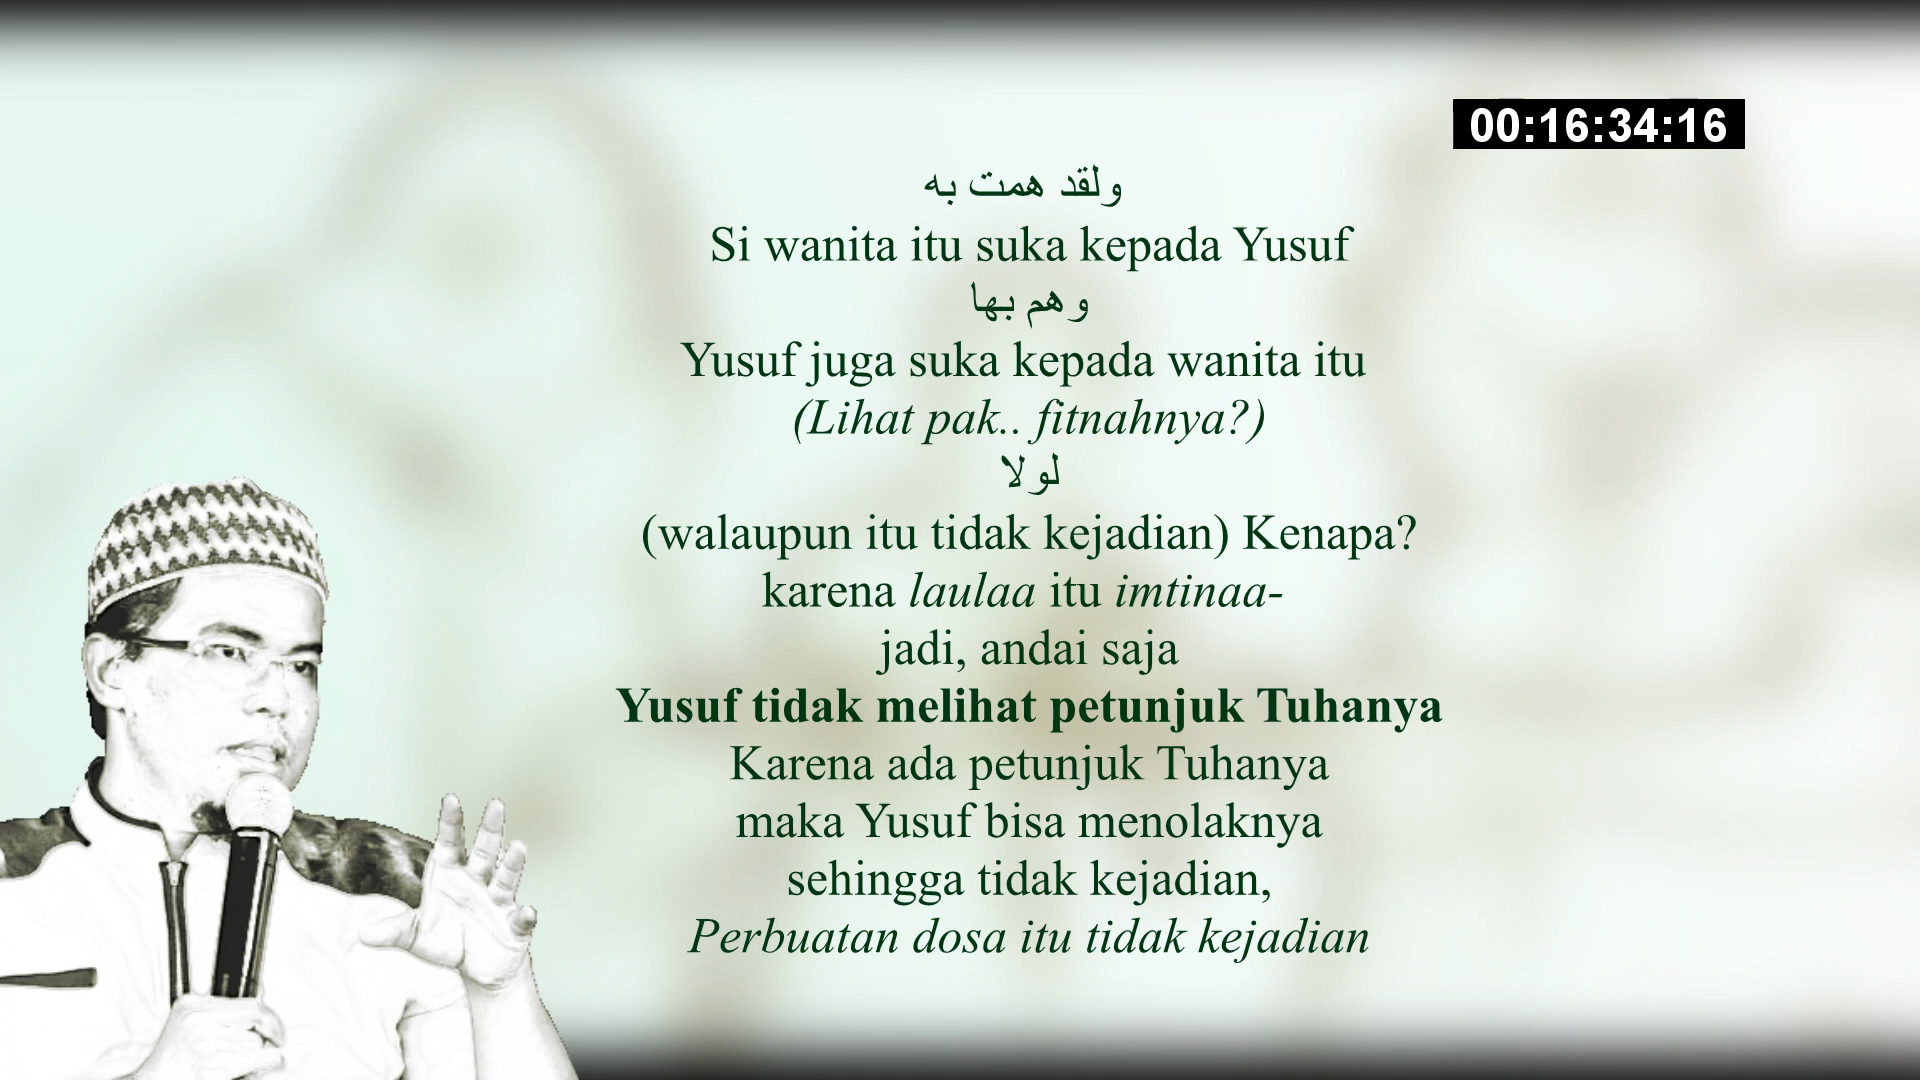 00:16:34:16
ولقد همت به
Si wanita itu suka kepada Yusuf
وهم بها
Yusuf juga suka kepada wanita itu
(Lihat pak.. fitnahnya?)
لولا
(walaupun itu tidak kejadian) Kenapa?
karena laulaa itu imtinaa-
jadi, andai saja
Yusuf tidak melihat petunjuk Tuhanya
Karena ada petunjuk Tuhanya
maka Yusuf bisa menolaknya
sehingga tidak kejadian,
Perbuatan dosa itu tidak kejadian